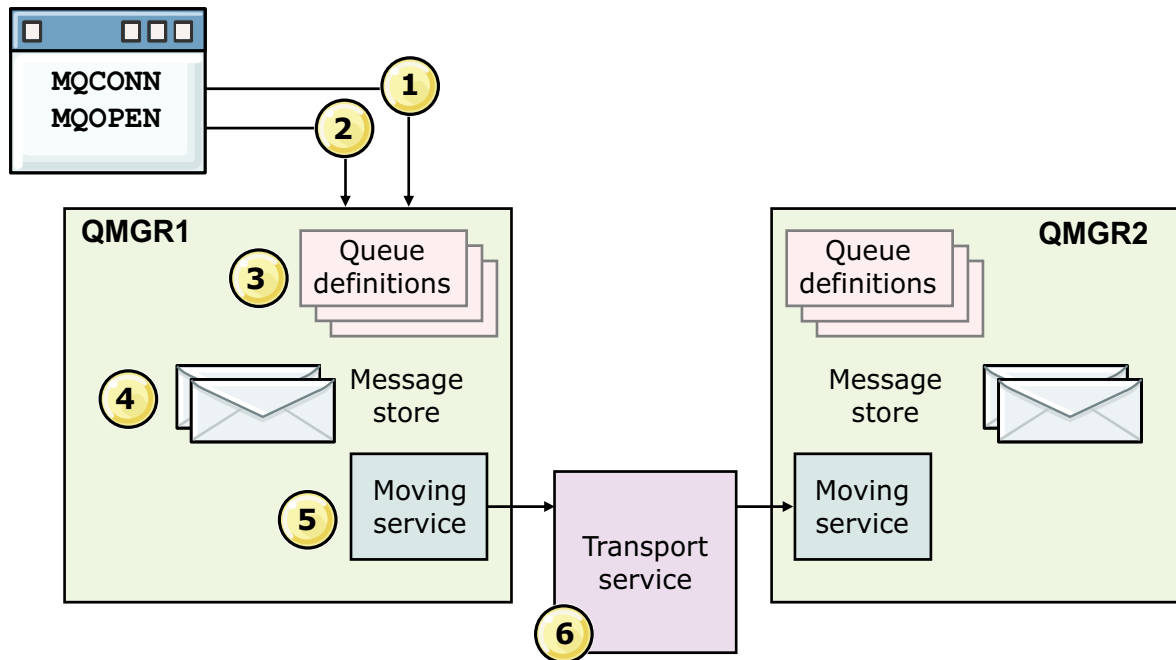 MQCONN
MQOPEN
1
2
QMGR1
Queue
definitions
3
4
Message
store
5
Moving
service
Transport
service
6
QMGR2
Queue
definitions
Message
store
Moving
service